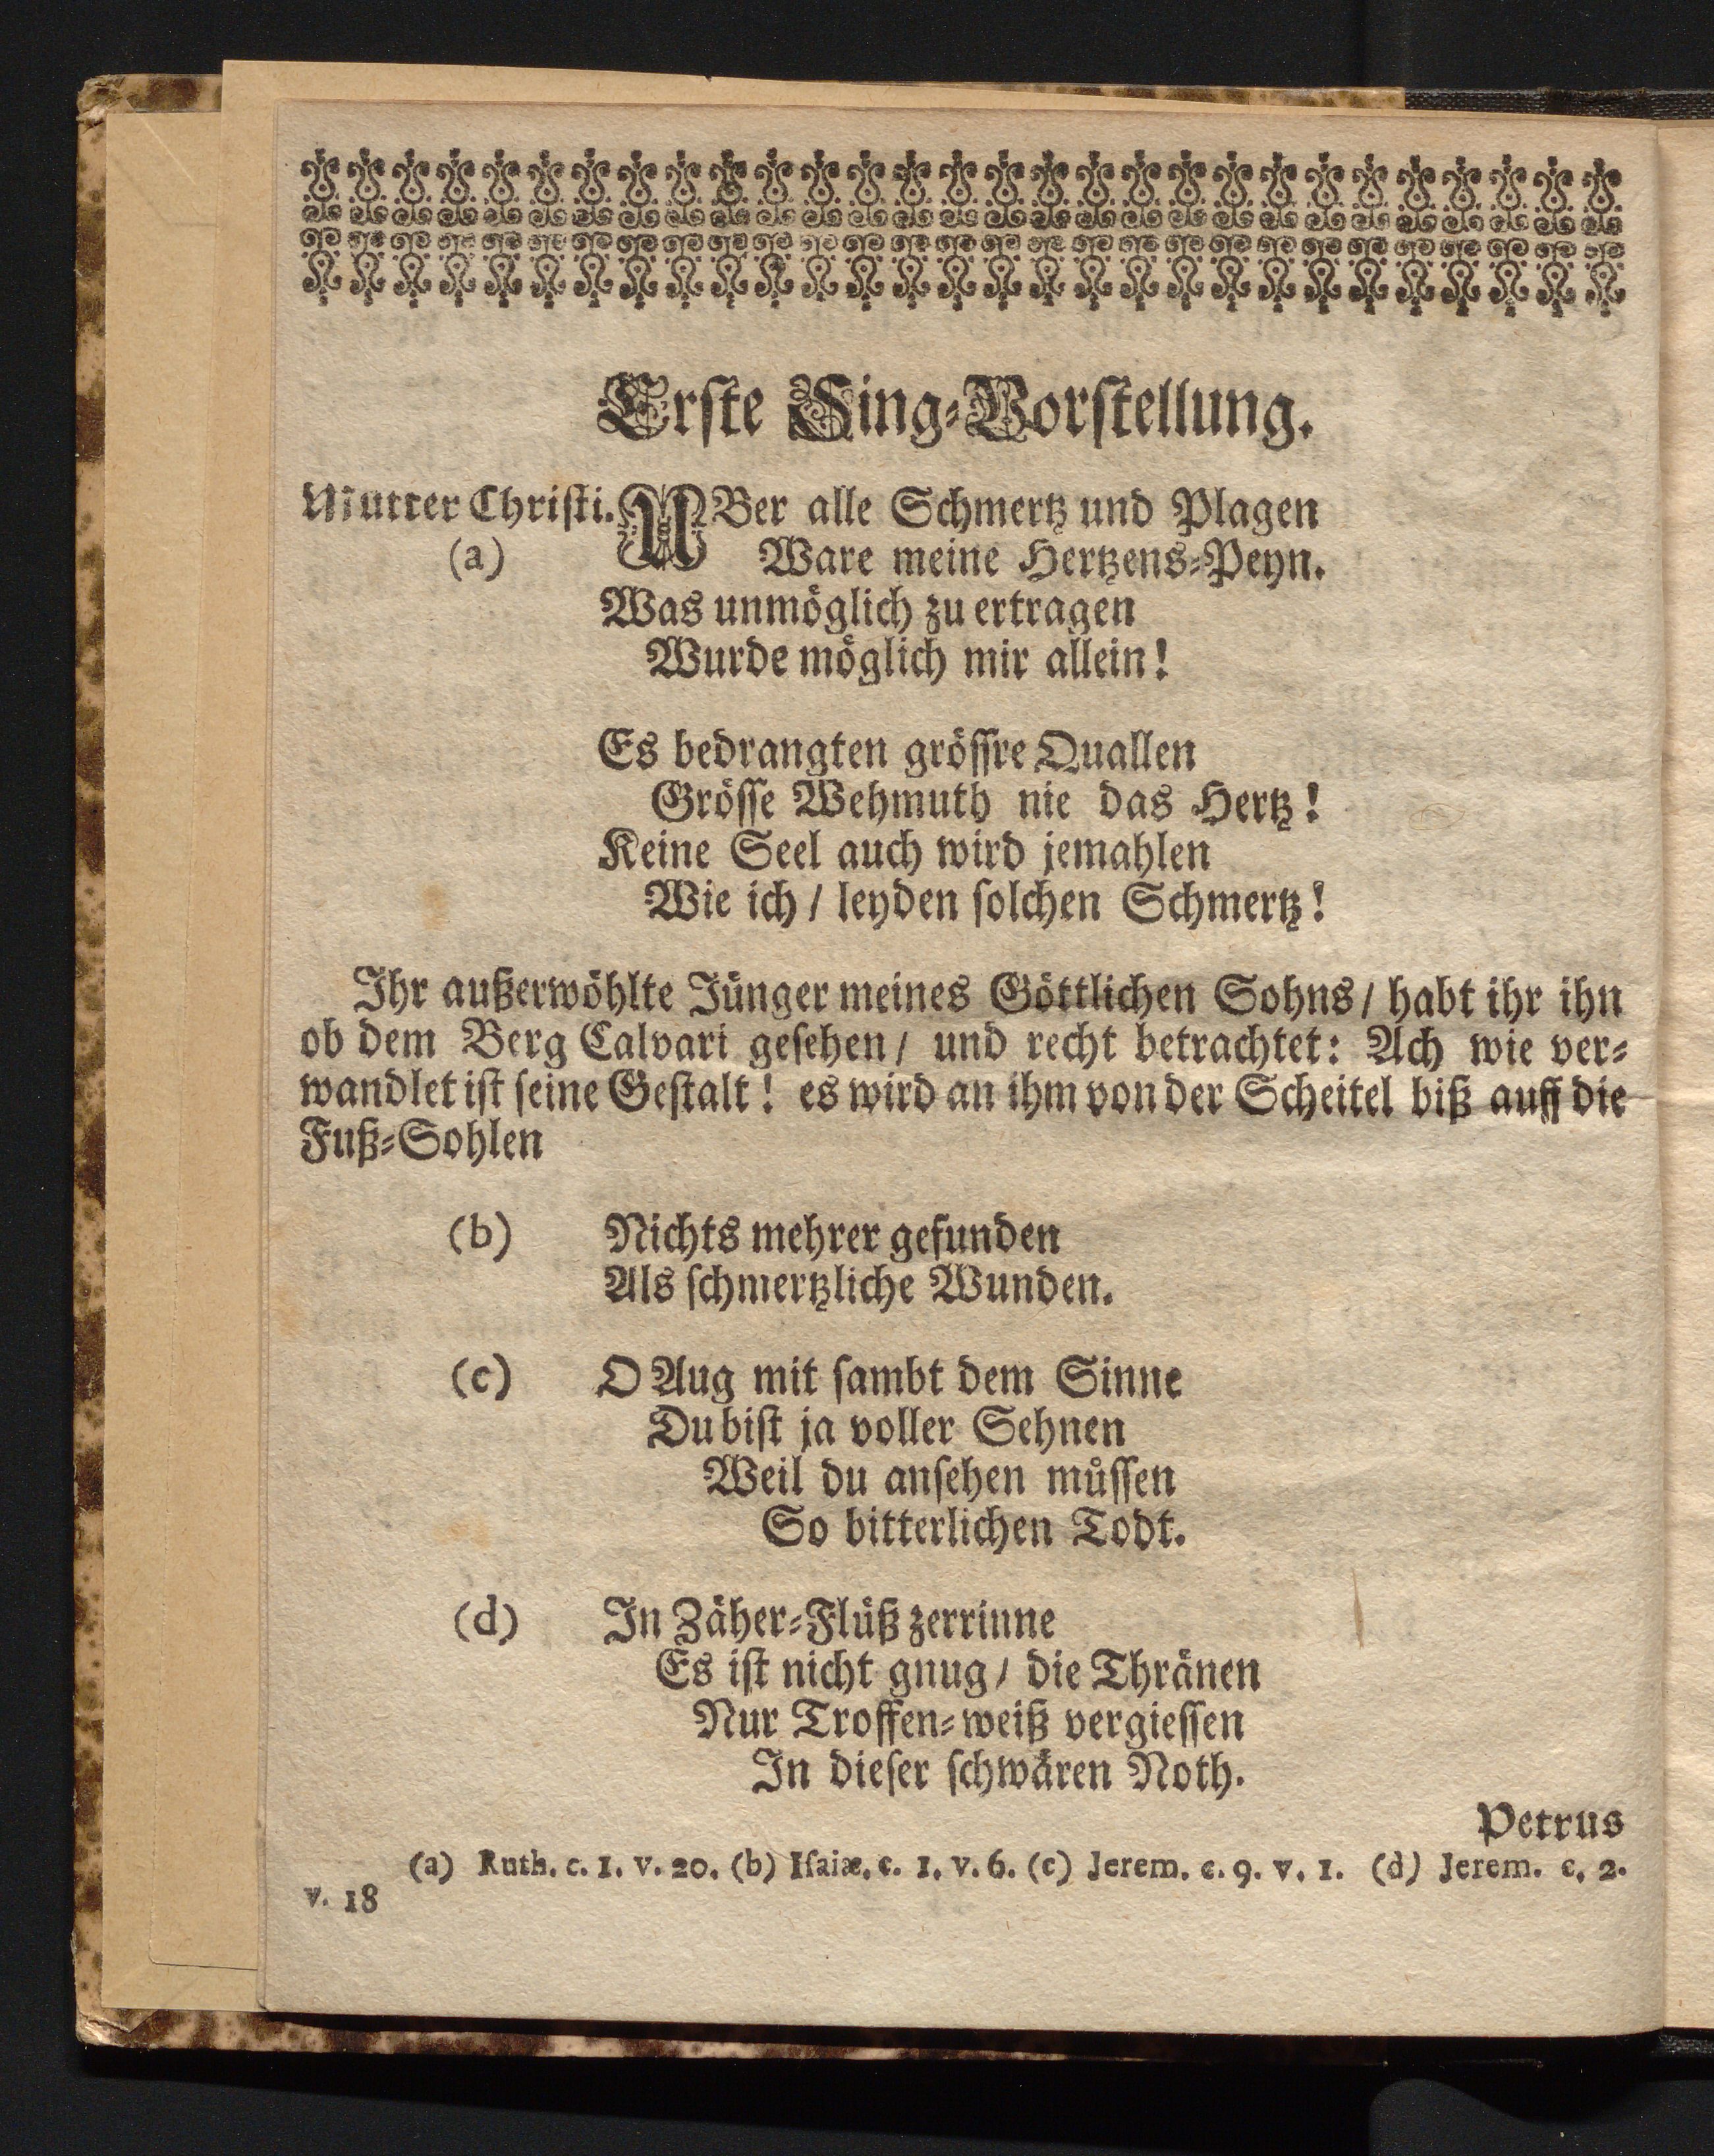 Erſte Sing-Vorſtellung.
Mutter Chriſti. UBer alle Schmertz und Plagen
(a) Ware meine Hertzens-Peyn.
Was unmöglich zu ertragen
Wurde möglich mir allein!
Es bedrangten gröſſre Quallen
Gröſſe Wehmuth nie das Hertz!
Keine Seel auch wird jemahlen
Wie ich / leyden ſolchen Schmertz!
Ihr außerwöhlte Jünger meines Göttlichen Sohns / habt ihr ihn
ob dem Berg Calvari geſehen / und recht betrachtet: Ach wie ver-
wandlet iſt ſeine Geſtalt! es wird an ihm von der Scheitel biß auff die
Fuß-Sohlen
(b) Nichts mehrer gefunden
Als ſchmertzliche Wunden.
(c) O Aug mit ſambt dem Sinne
Du biſt ja voller Sehnen
Weil du anſehen müſſen
So bitterlichen Todt.
(d) In Zäher-Flüß zerrinne
Es iſt nicht gnug / die Thränen
Nur Troffen-weiß vergieſſen
In dieſer ſchwären Noth.
Petrus
(a) Ruth. c. 1. v. 20. (b) Iſaiæ. c. 1. v. 6. (c) Jerem. c. 9. v. 1. (d) Jerem. c. 2.
v. 18